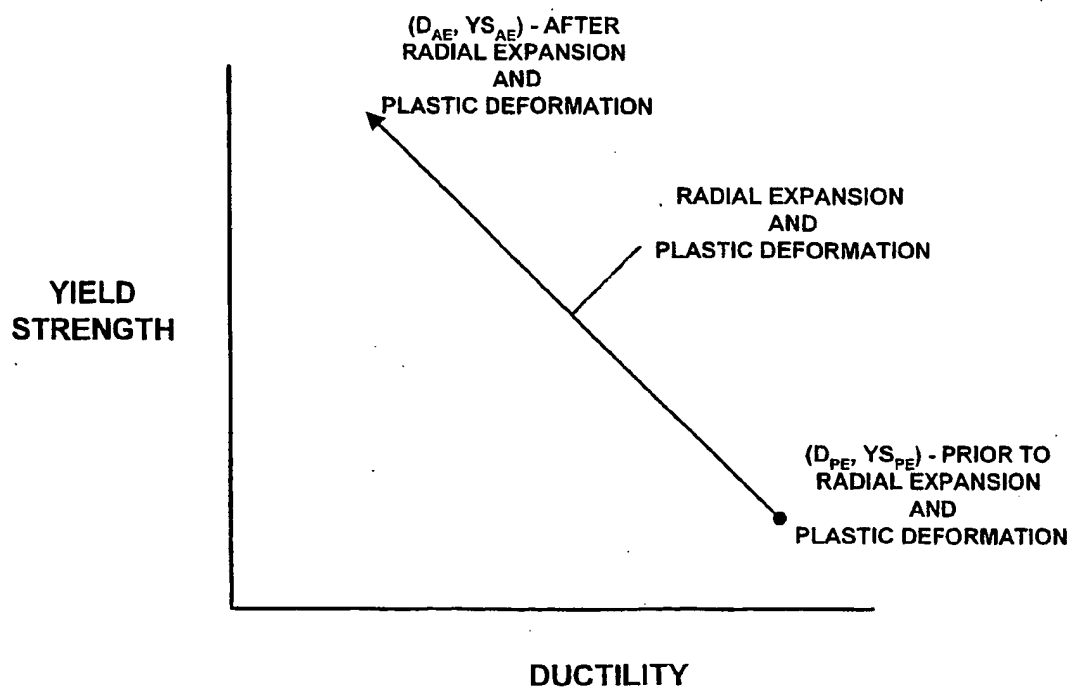 (D_AE, YS_AE) - AFTER
RADIAL EXPANSION
AND
PLASTIC DEFORMATION
RADIAL EXPANSION
AND
PLASTIC DEFORMATION
YIELD
STRENGTH
(D_PE, YS_PE) - PRIOR TO
RADIAL EXPANSION
AND
PLASTIC DEFORMATION
DUCTILITY